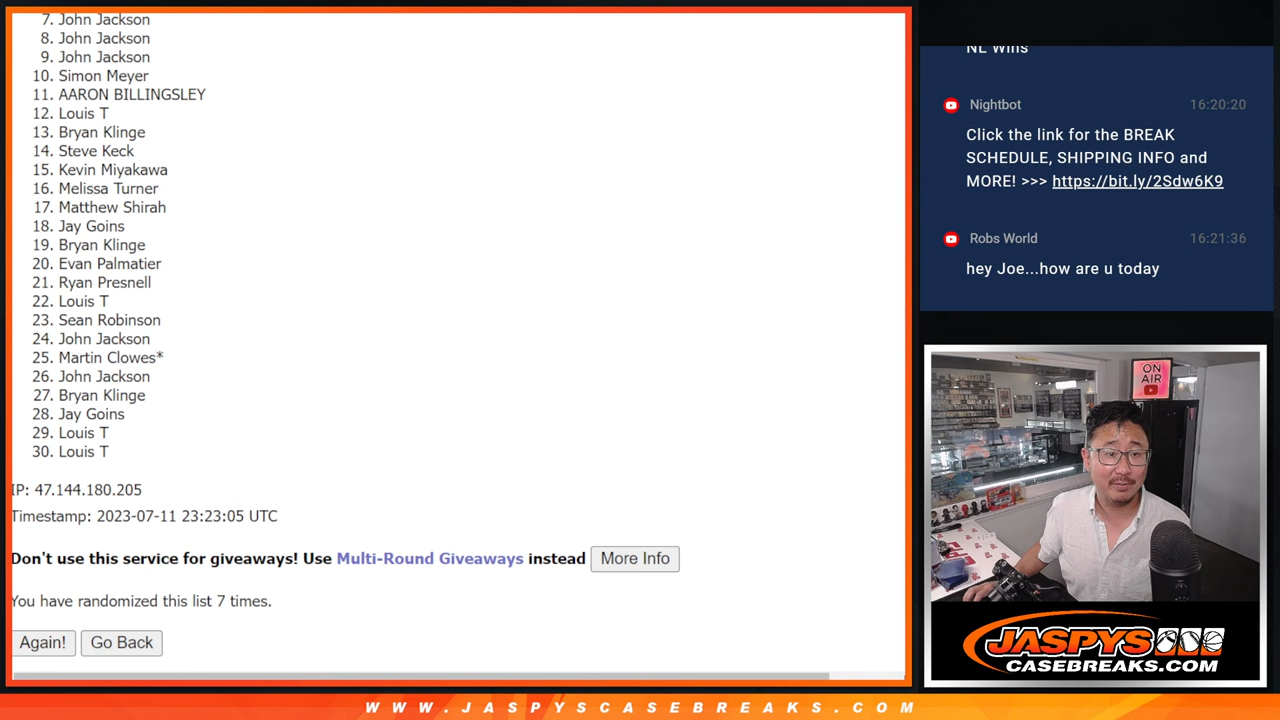 7. John Jackson
8. John Jackson
9. John Jackson
10. Simon Meyer
11. AARON BILLINGSLEY
12. Louis T
13. Bryan Klinge
14. Steve Keck
15. Kevin Miyakawa
16. Melissa Turner
17. Matthew Shirah
18. Jay Goins
19. Bryan Klinge
20. Evan Palmatier
21. Ryan Presnell
22. Louis T
23. Sean Robinson
24. John Jackson
25. Martin Clowes*
26. John Jackson
27. Bryan Klinge
28. Jay Goins
29. Louis T
30. Louis T
IP: 47.144.180.205
Timestamp: 2023-07-11 23:23:05 UTC
Don't use this service for giveaways! Use Multi-Round Giveaways instead More Info
You have randomized this list 7 times.
Again! Go Back
NL Wins
Nightbot 16:20:20
Click the link for the BREAK
SCHEDULE, SHIPPING INFO and
MORE! >>> https://bit.ly/2Sdw6K9
Robs World 16:21:36
hey Joe...how are u today
ON
AIR
JASPYS
CASEBREAKS.COM
WWW.JASPYSCASEBREAKS.COM